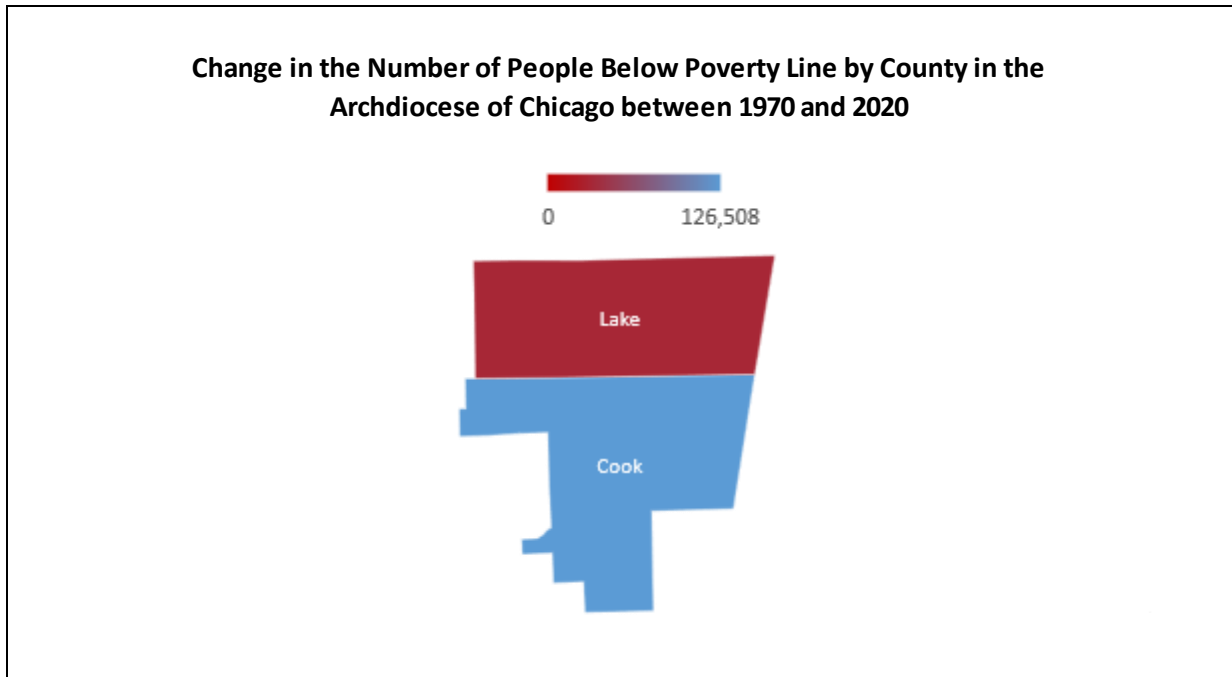 Change in the Number of People Below Poverty Line by County in the
Archdiocese of Chicago between 1970 and 2020
0 126,508
Lake
Cook